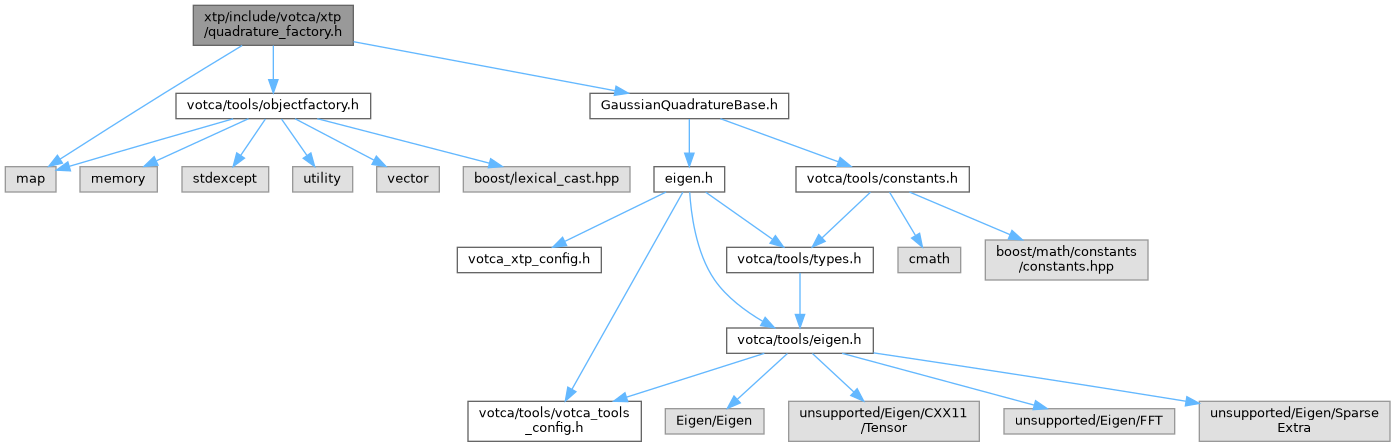 xtp/include/votca/xtp
/quadrature_factory.h
votca/tools/objectfactory.h
GaussianQuadratureBase.h
map
memory
stdexcept
utility
vector
boost/lexical_cast.hpp
eigen.h
votca/tools/constants.h
votca_xtp_config.h
votca/tools/types.h
cmath
boost/math/constants
/constants.hpp
votca/tools/eigen.h
votca/tools/votca_tools
_config.h
Eigen/Eigen
unsupported/Eigen/CXX11
/Tensor
unsupported/Eigen/FFT
unsupported/Eigen/Sparse
Extra